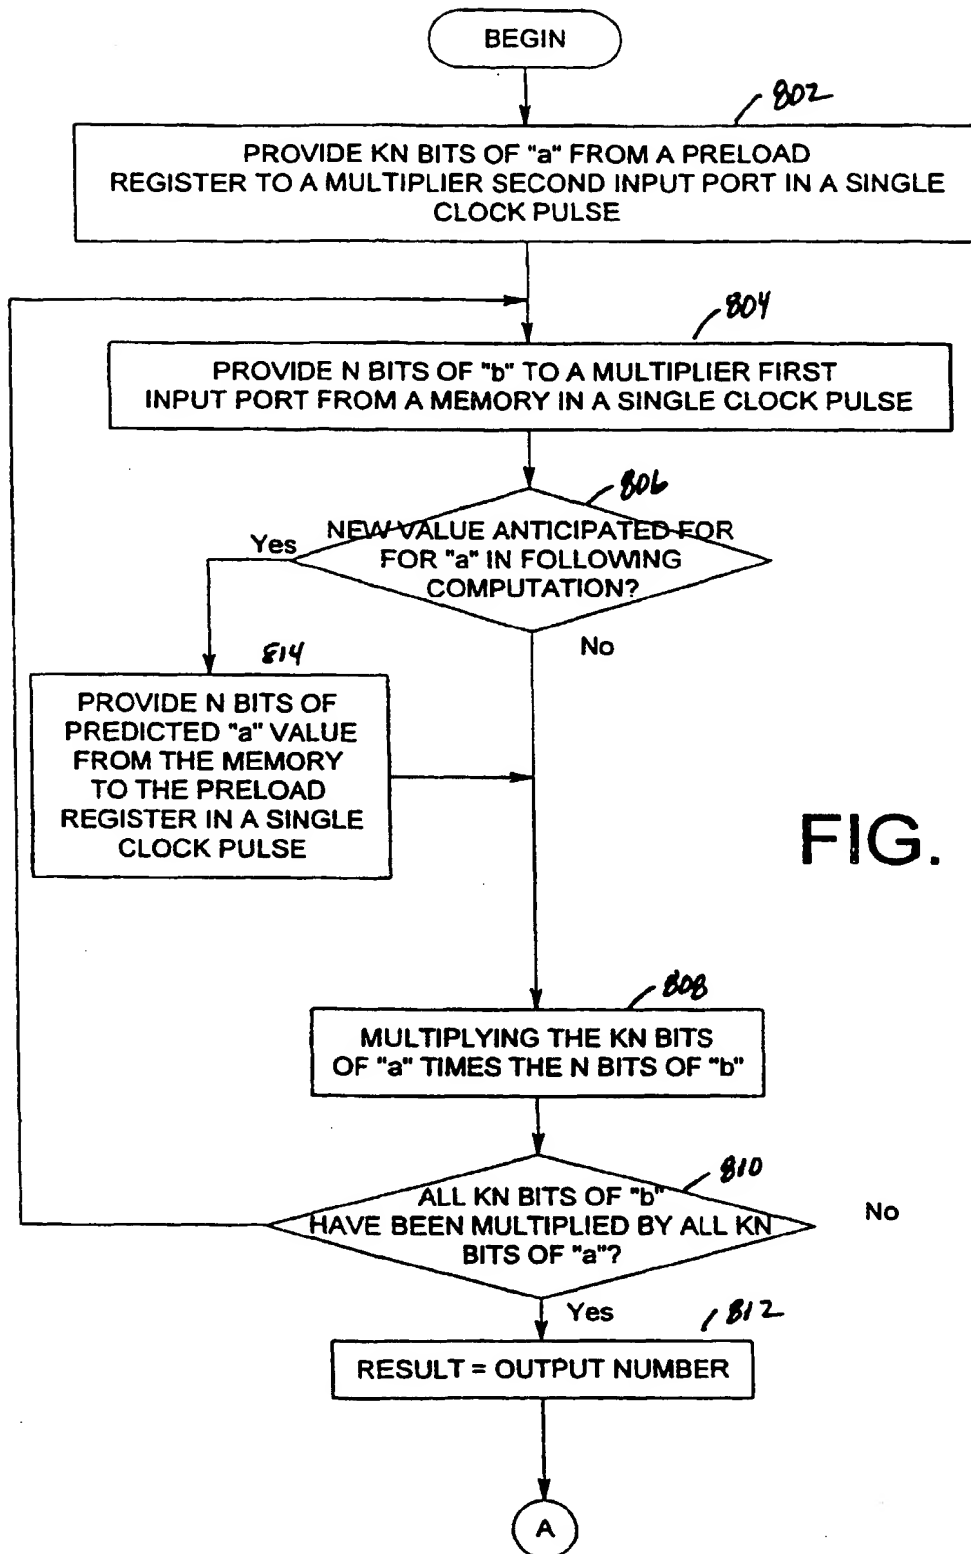 BEGIN
802
PROVIDE KN BITS OF "a" FROM A PRELOAD
REGISTER TO A MULTIPLIER SECOND INPUT PORT IN A SINGLE
CLOCK PULSE
804
PROVIDE N BITS OF "b" TO A MULTIPLIER FIRST
INPUT PORT FROM A MEMORY IN A SINGLE CLOCK PULSE
806
NEW VALUE ANTICIPATED FOR
FOR "a" IN FOLLOWING
COMPUTATION?
Yes
No
814
PROVIDE N BITS OF
PREDICTED "a" VALUE
FROM THE MEMORY
TO THE PRELOAD
REGISTER IN A SINGLE
CLOCK PULSE
FIG.
808
MULTIPLYING THE KN BITS
OF "a" TIMES THE N BITS OF "b"
810
ALL KN BITS OF "b"
HAVE BEEN MULTIPLIED BY ALL KN
BITS OF "a"?
No
Yes
812
RESULT = OUTPUT NUMBER
A